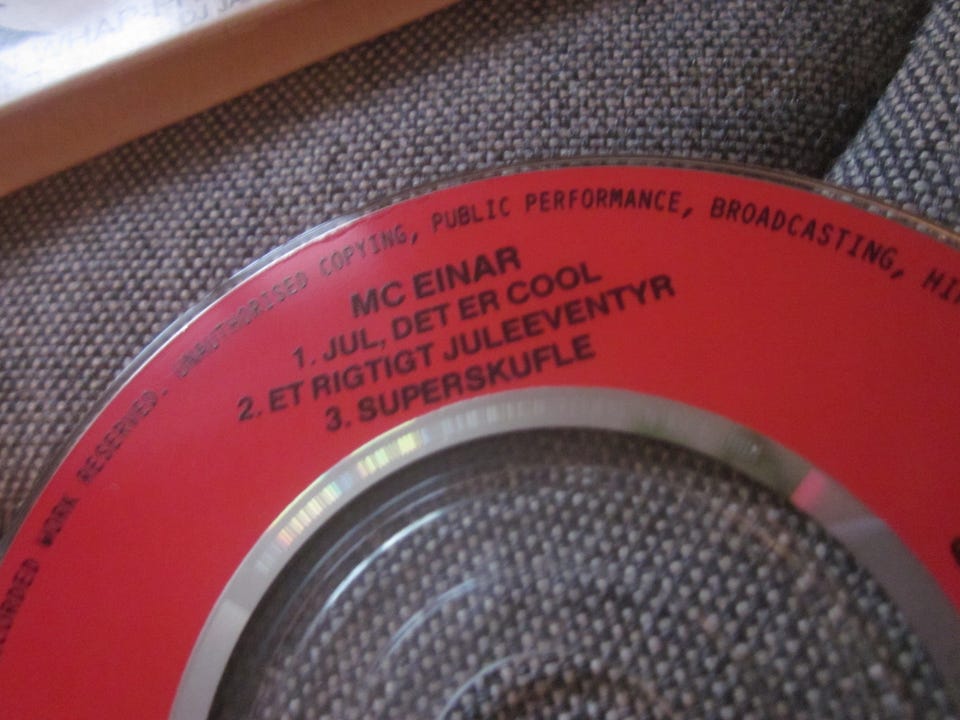 RECORDED WORK RESERVED. UNAUTHORISED COPYING, PUBLIC PERFORMANCE, BROADCASTING,
MC EINAR
1. JUL, DET ER COOL
2. ET RIGTIGT JULEEVENTYR
3. SUPERSKUFLE